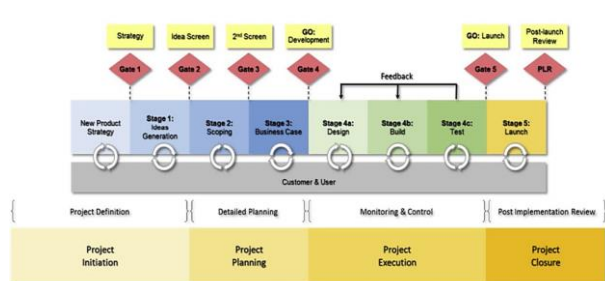 Strategy
Idea Screen
2nd Screen
GO:
Development
GO: Launch
Post-launch
Review
Gate 1
Gate 2
Gate 3
Gate 4
Feedback
Gate 5
PLR
New Product
Strategy
Stage 1:
Ideas
Generation
Stage 2:
Scoping
Stage 3:
Business Case
Stage 4a:
Design
Stage 4b:
Build
Stage 4c:
Test
Stage 5:
Launch
Customer & User
Project Definition
Detailed Planning
Monitoring & Control
Post Implementation Review
Project
Initiation
Project
Planning
Project
Execution
Project
Closure